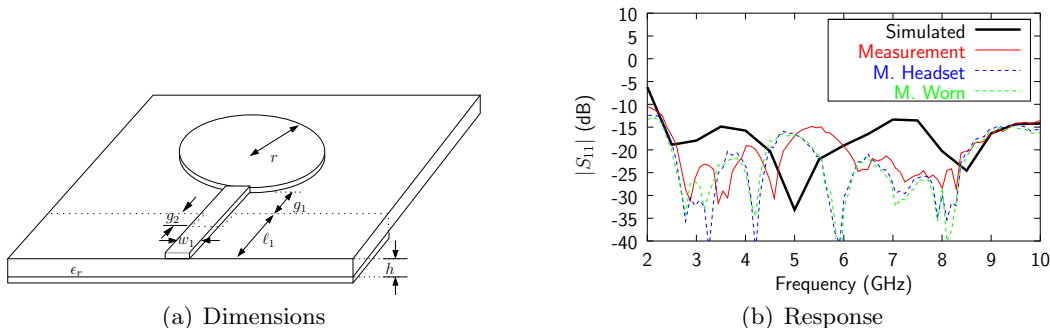 r
g₂
g₁
w₁
ℓ₁
ϵᵣ
h
(a) Dimensions
10
5
0
-5
-10
-15
-20
-25
-30
-35
-40
|S₁₁| (dB)
Simulated
Measurement
M. Headset
M. Worn
2 3 4 5 6 7 8 9 10
Frequency (GHz)
(b) Response